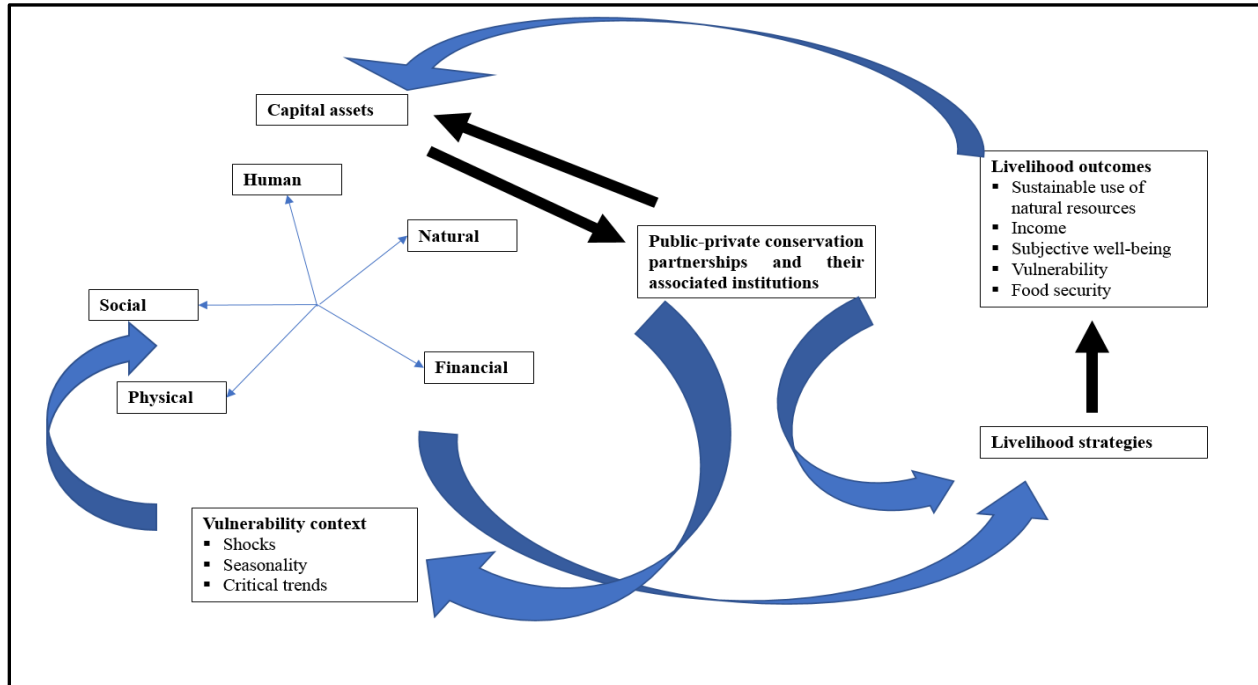 Capital assets
Human
Natural
Social
Financial
Physical
Public-private conservation
partnerships and their
associated institutions
Livelihood outcomes
▪ Sustainable use of
natural resources
▪ Income
▪ Subjective well-being
▪ Vulnerability
▪ Food security
Livelihood strategies
Vulnerability context
▪ Shocks
▪ Seasonality
▪ Critical trends